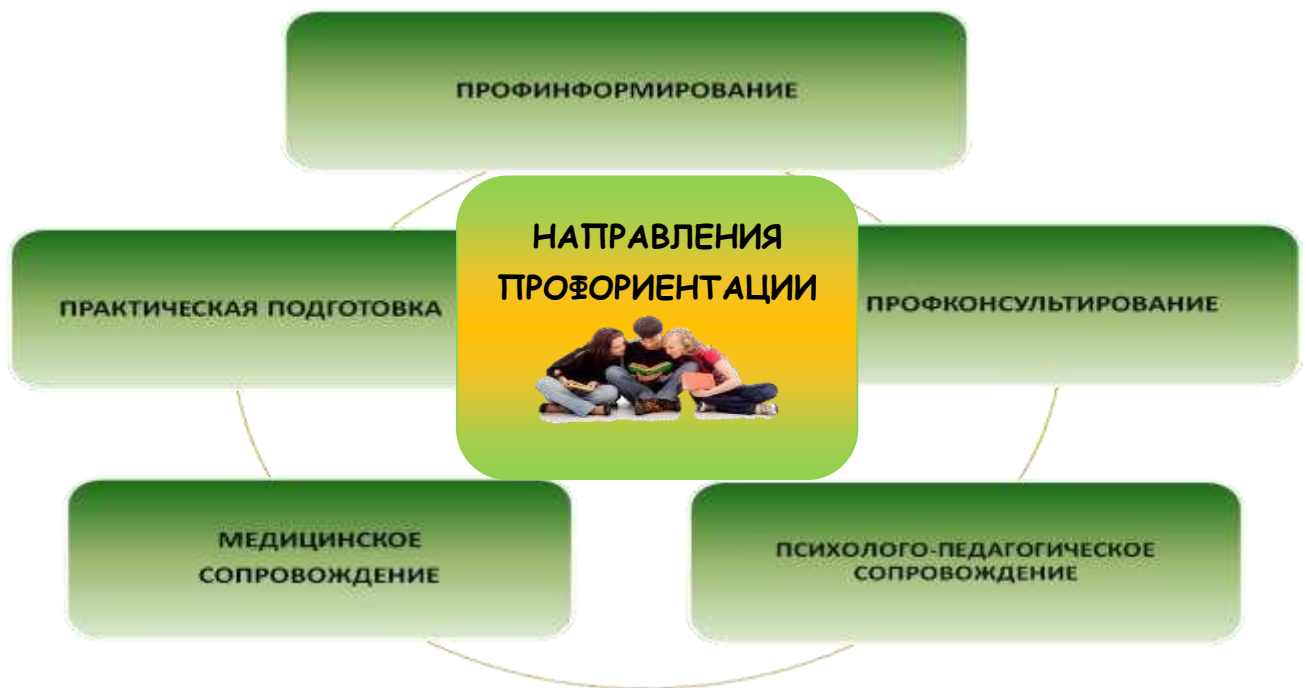 ПРОФИНФОРМИРОВАНИЕ
НАПРАВЛЕНИЯ
ПРОФОРИЕНТАЦИИ
ПРАКТИЧЕСКАЯ ПОДГОТОВКА
ПРОФКОНСУЛЬТИРОВАНИЕ
МЕДИЦИНСКОЕ
СОПРОВОЖДЕНИЕ
ПСИХОЛОГО-ПЕДАГОГИЧЕСКОЕ
СОПРОВОЖДЕНИЕ